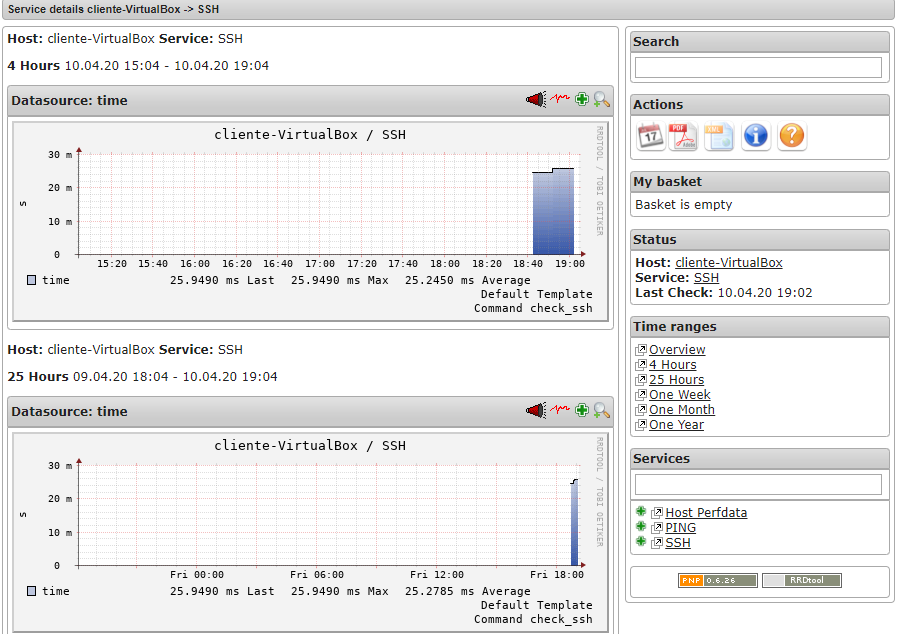 Service details cliente-VirtualBox -> SSH
Host: cliente-VirtualBox Service: SSH
4 Hours 10.04.20 15:04 - 10.04.20 19:04
Datasource: time
cliente-VirtualBox / SSH
RRDTOOL / TOBI OETIKER
30 m
20 m
10 m
0
s
15:20 15:40 16:00 16:20 16:40 17:00 17:20 17:40 18:00 18:20 18:40 19:00
time 25.9490 ms Last 25.9490 ms Max 25.2450 ms Average
Default Template
Command check_ssh
Host: cliente-VirtualBox Service: SSH
25 Hours 09.04.20 18:04 - 10.04.20 19:04
Datasource: time
cliente-VirtualBox / SSH
RRDTOOL / TOBI OETIKER
30 m
20 m
10 m
0
s
Fri 00:00 Fri 06:00 Fri 12:00 Fri 18:00
time 25.9490 ms Last 25.9490 ms Max 25.2785 ms Average
Default Template
Command check_ssh
Search
Actions
17
PDF
Adobe
XML
My basket
Basket is empty
Status
Host: cliente-VirtualBox
Service: SSH
Last Check: 10.04.20 19:02
Time ranges
Overview
4 Hours
25 Hours
One Week
One Month
One Year
Services
Host Perfdata
PING
SSH
PNP 0.6.26
RRDtool